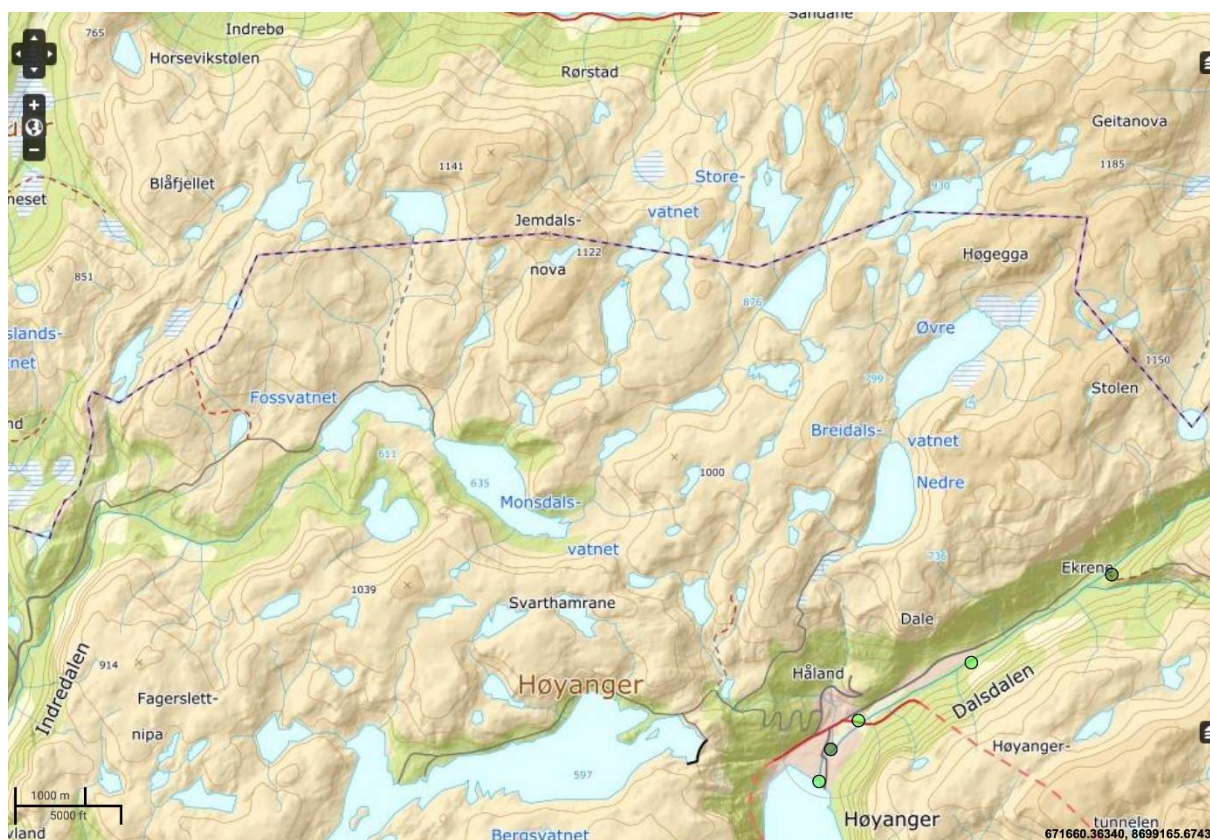 Sandane
765
Indrebø
Horsevikstølen
Rørstad
Geitanova
1141
1185
Blåfjellet
Store-
930
neset
vatnet
Jemdals-
1122
nova
Høgegga
851
876
slands-
Øvre
tnet
1150
799
Stolen
Fossvatnet
nd
Breidals-
vatnet
611
1000
635
Nedre
Monsdals-
vatnet
736
Ekrene
1039
Svarthamrane
Dale
914
Håland
Høyanger
Fagerslett-
Indredalen
Dalsdalen
nipa
Høyanger-
597
1000 m
5000 ft
Høyanger
tunnelen
vland
Bergsvatnet
671660.36340, 8699165.6743